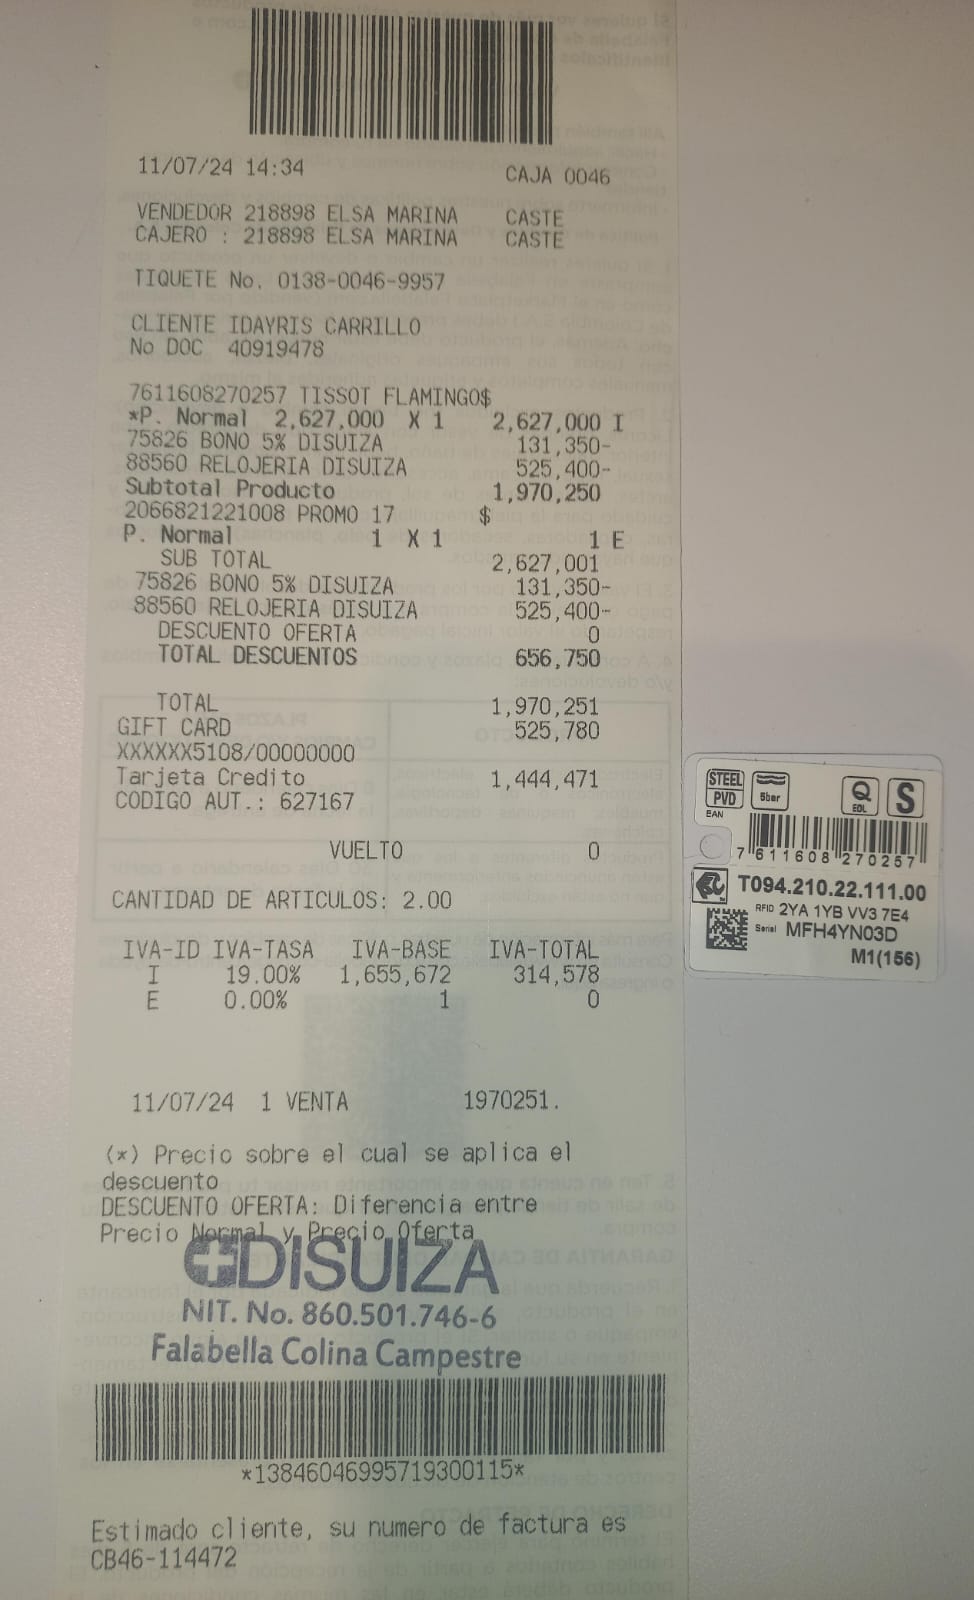 11/07/24 14:34 CAJA 0046
VENDEDOR 218898 ELSA MARINA CASTE
CAJERO : 218898 ELSA MARINA CASTE
TIQUETE No. 0138-0046-9957
CLIENTE IDAYRIS CARRILLO
No DOC 40919478
7611608270257 TISSOT FLAMINGO$
*P. Normal 2,627,000 X 1 2,627,000 I
75826 BONO 5% DISUIZA 131,350-
88560 RELOJERIA DISUIZA 525,400-
Subtotal Producto 1,970,250
2066821221008 PROMO 17 $
P. Normal 1 X 1 1 E
SUB TOTAL 2,627,001
75826 BONO 5% DISUIZA 131,350-
88560 RELOJERIA DISUIZA 525,400-
DESCUENTO OFERTA 0
TOTAL DESCUENTOS 656,750
TOTAL 1,970,251
GIFT CARD 525,780
XXXXXX5108/00000000
Tarjeta Credito 1,444,471
CODIGO AUT.: 627167
VUELTO 0
CANTIDAD DE ARTICULOS: 2.00
IVA-ID IVA-TASA IVA-BASE IVA-TOTAL
I 19.00% 1,655,672 314,578
E 0.00% 1 0
11/07/24 1 VENTA 1970251.
(*) Precio sobre el cual se aplica el
descuento
DESCUENTO OFERTA: Diferencia entre
Precio Normal y Precio Oferta
DISUIZA
NIT. No. 860.501.746-6
Falabella Colina Campestre
*13846046995719300115*
Estimado cliente, su numero de factura es
CB46-114472
STEEL
PVD
5bar
Q
EOL
S
EAN
7 611608 270257
T094.210.22.111.00
RFID 2YA 1YB VV3 7E4
Serial MFH4YN03D
M1(156)